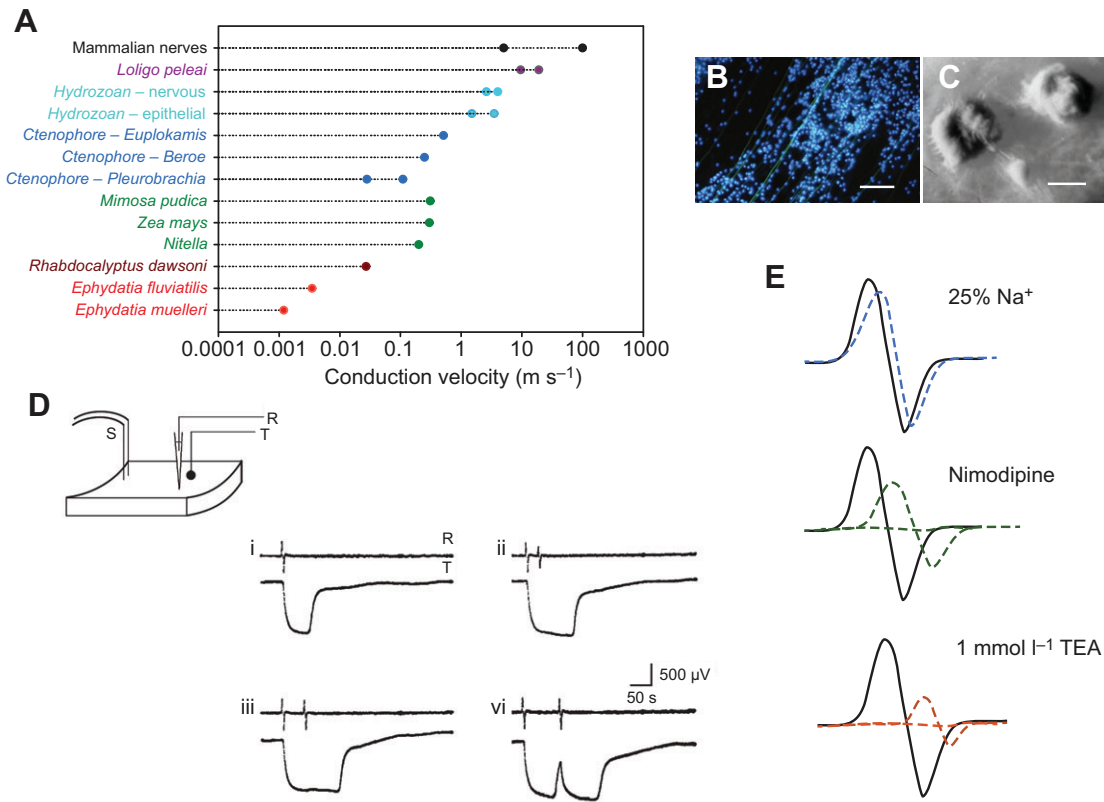 A
Mammalian nerves
Loligo peleai
Hydrozoan – nervous
Hydrozoan – epithelial
Ctenophore – Euplokamis
Ctenophore – Beroe
Ctenophore – Pleurobrachia
Mimosa pudica
Zea mays
Nitella
Rhabdocalyptus dawsoni
Ephydatia fluviatilis
Ephydatia muelleri
0.0001 0.001 0.01 0.1 1 10 100 1000
Conduction velocity (m s–1)
B
C
D
S
R
T
i
R
T
ii
iii
500 µV
50 s
vi
E
25% Na+
Nimodipine
1 mmol l–1 TEA